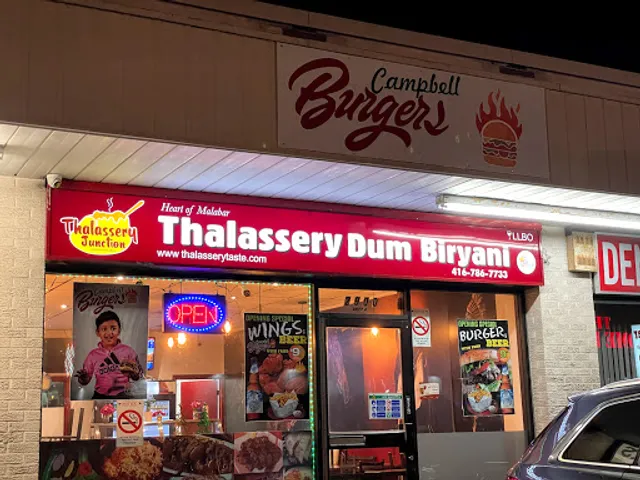 Campbell
Burgers
Heart of Malabar
Thalassery
Junction
Thalassery Dum Biryani
LLBO
www.thalasserytaste.com
416-786-7733
DE
Burgers
OPEN
OPENING SPECIAL
WINGS
BEER
9
OPENING SPECIAL
BURGER
BEER